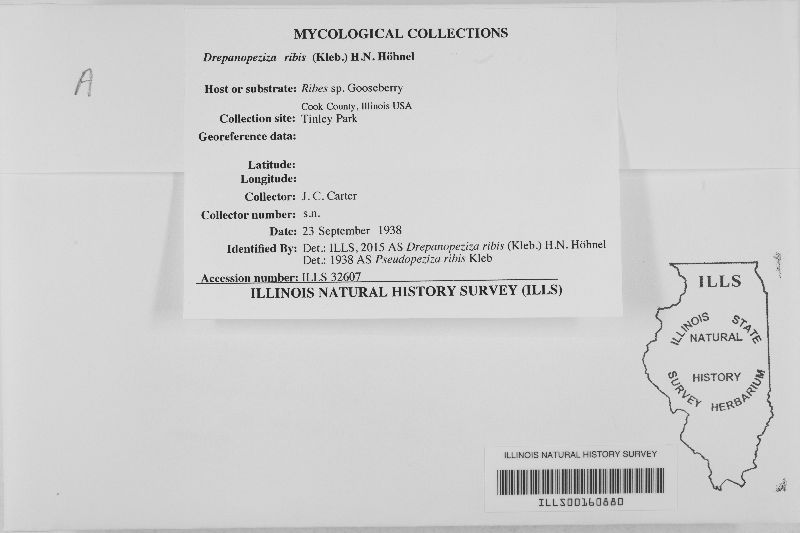 MYCOLOGICAL COLLECTIONS
Drepanopeziza ribis (Kleb.) H.N. Höhnel
A
Host or substrate: Ribes sp. Gooseberry
Cook County, Illinois USA
Collection site: Tinley Park
Georeference data:
Latitude:
Longitude:
Collector: J. C. Carter
Collector number: s.n.
Date: 23 September 1938
Identified By: Det.: ILLS, 2015 AS Drepanopeziza ribis (Kleb.) H.N. Höhnel
Det.: 1938 AS Pseudopeziza ribis Kleb
Accession number: ILLS 32607
ILLINOIS NATURAL HISTORY SURVEY (ILLS)
ILLS
ILLINOIS STATE
NATURAL
HISTORY
SURVEY HERBARIUM
ILLINOIS NATURAL HISTORY SURVEY
ILLS00160880